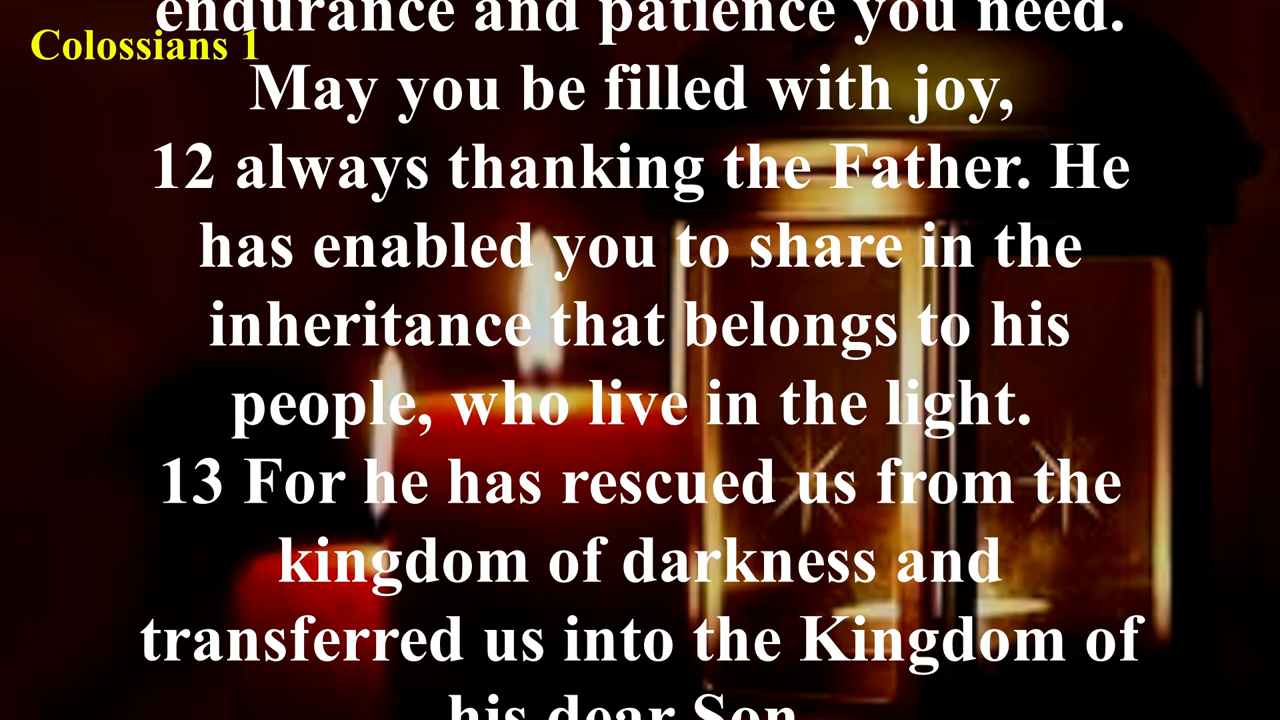 endurance and patience you need.
Colossians 1
May you be filled with joy,
12 always thanking the Father. He
has enabled you to share in the
inheritance that belongs to his
people, who live in the light.
13 For he has rescued us from the
kingdom of darkness and
transferred us into the Kingdom of
his dear Son